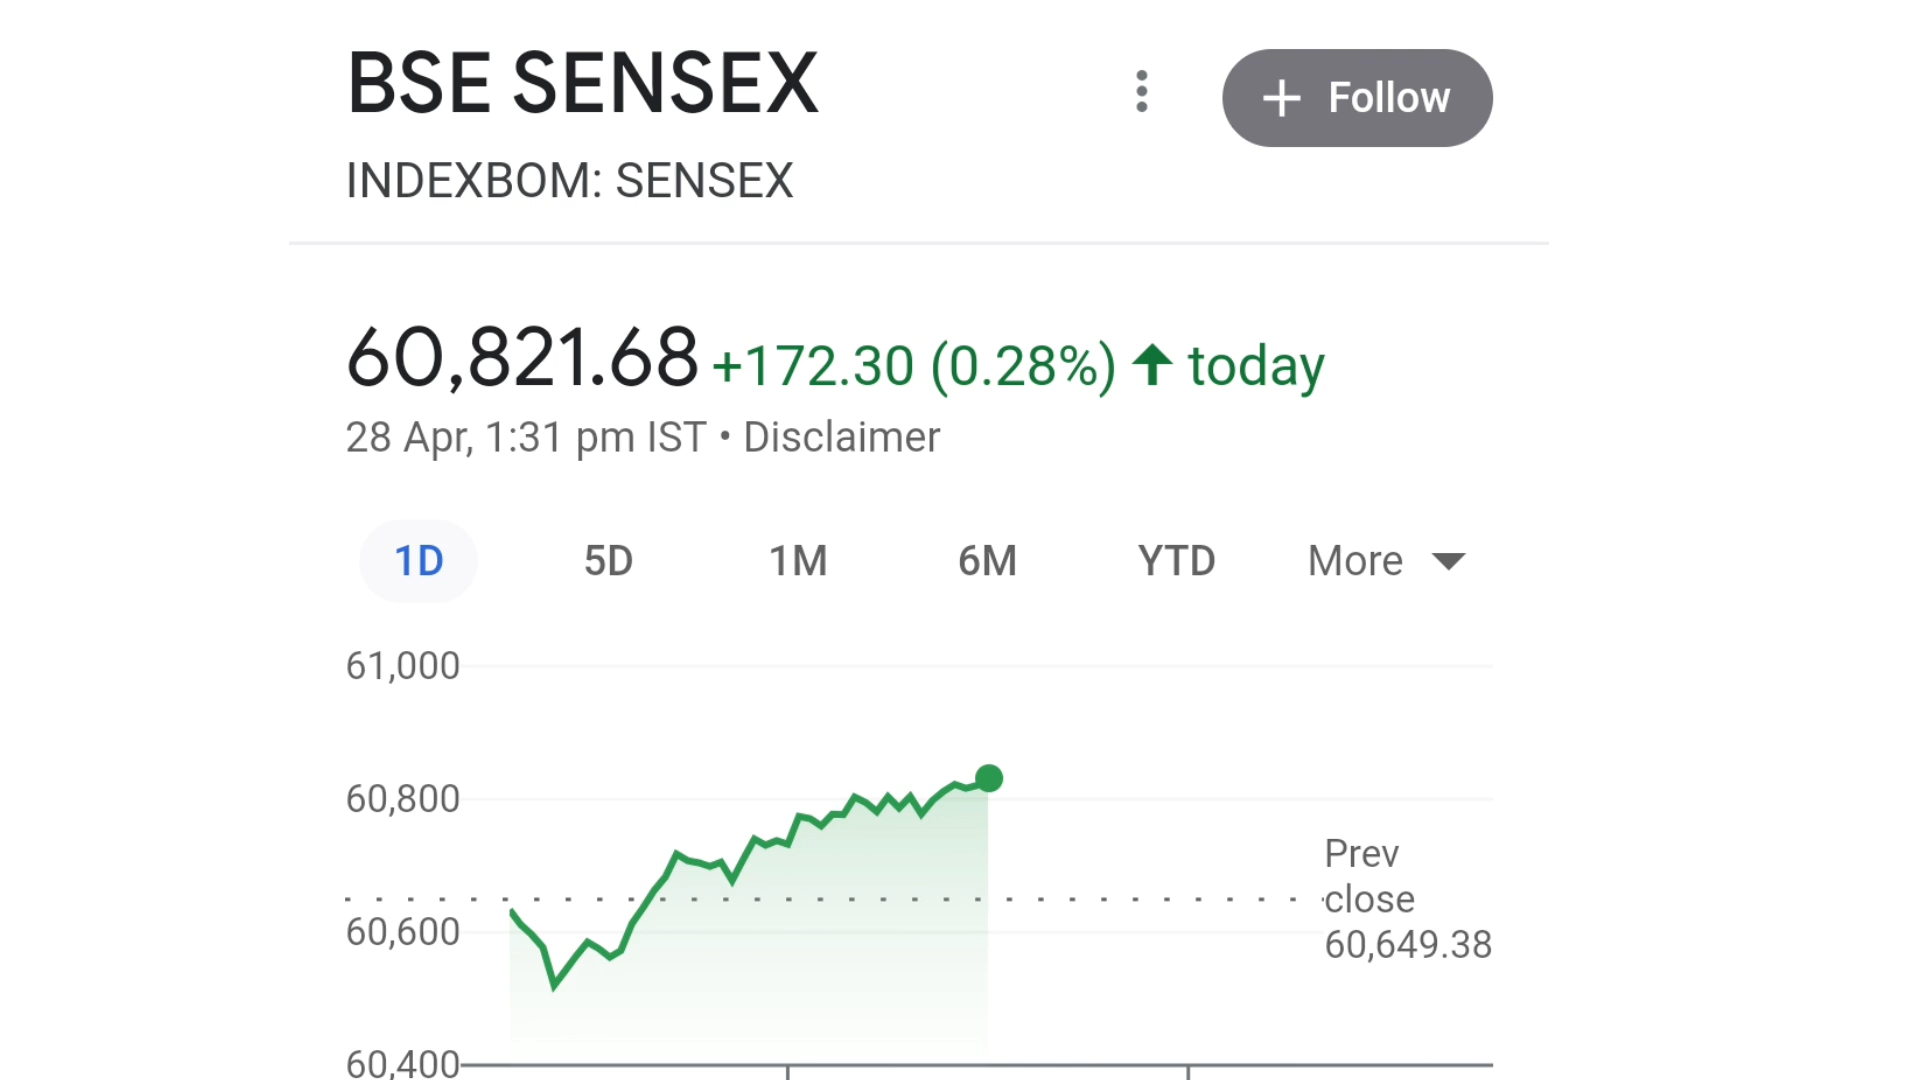 BSE SENSEX
+ Follow
INDEXBOM: SENSEX
60,821.68 +172.30 (0.28%) ↑ today
28 Apr, 1:31 pm IST • Disclaimer
1D 5D 1M 6M YTD More
61,000
60,800
Prev
close
60,649.38
60,600
60,400